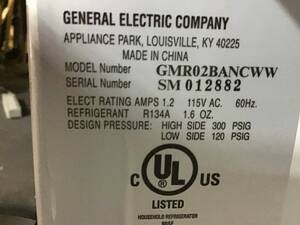 GENERAL ELECTRIC COMPANY
APPLIANCE PARK, LOUISVILLE, KY 40225
MADE IN CHINA
MODEL Number GMR02BANCWW
SERIAL Number SM 012882
ELECT RATING AMPS 1.2 115V AC. 60Hz.
REFRIGERANT R134A 1.6 OZ.
DESIGN PRESSURE: HIGH SIDE 300 PSIG
LOW SIDE 120 PSIG
C UL US
®
LISTED
HOUSEHOLD REFRIGERATOR